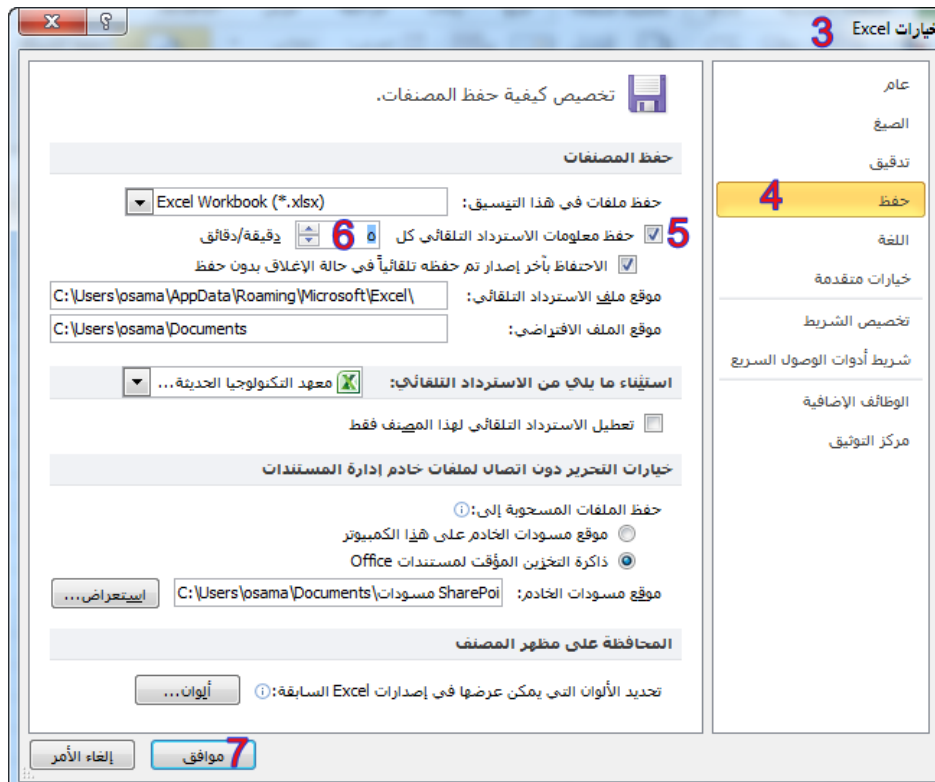 خيارات Excel 3
عام
الصيغ
تدقيق
حفظ 4
اللغة
خيارات متقدمة
تخصيص الشريط
شريط أدوات الوصول السريع
الوظائف الإضافية
مركز التوثيق
تخصيص كيفية حفظ المصنفات.
حفظ المصنفات
حفظ ملفات في هذا التنسيق: Excel Workbook (*.xlsx)
5 حفظ معلومات الاسترداد التلقائي كل ٥ 6 دقيقة/دقائق
الاحتفاظ بآخر إصدار تم حفظه تلقائياً في حالة الإغلاق بدون حفظ
موقع ملف الاسترداد التلقائي: C:\Users\osama\AppData\Roaming\Microsoft\Excel\
موقع الملف الافتراضي: C:\Users\osama\Documents
استثناء ما يلي من الاسترداد التلقائي: معهد التكنولوجيا الحديثة...
تعطيل الاسترداد التلقائي لهذا المصنف فقط
خيارات التحرير دون اتصال لملفات خادم إدارة المستندات
حفظ الملفات المسحوبة إلى:
موقع مسودات الخادم على هذا الكمبيوتر
ذاكرة التخزين المؤقت لمستندات Office
موقع مسودات الخادم: C:\Users\osama\Documents\مسودات SharePoi استعراض...
المحافظة على مظهر المصنف
تحديد الألوان التي يمكن عرضها في إصدارات Excel السابقة: ألوان...
موافق 7 إلغاء الأمر